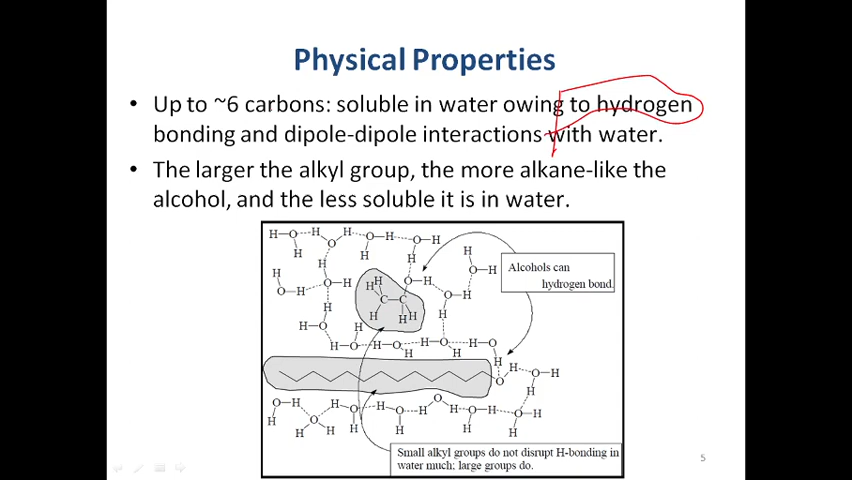 Physical Properties
• Up to ~6 carbons: soluble in water owing to hydrogen
bonding and dipole-dipole interactions with water.
• The larger the alkyl group, the more alkane-like the
alcohol, and the less soluble it is in water.
Alcohols can
hydrogen bond.
Small alkyl groups do not disrupt H-bonding in
water much; large groups do.
5